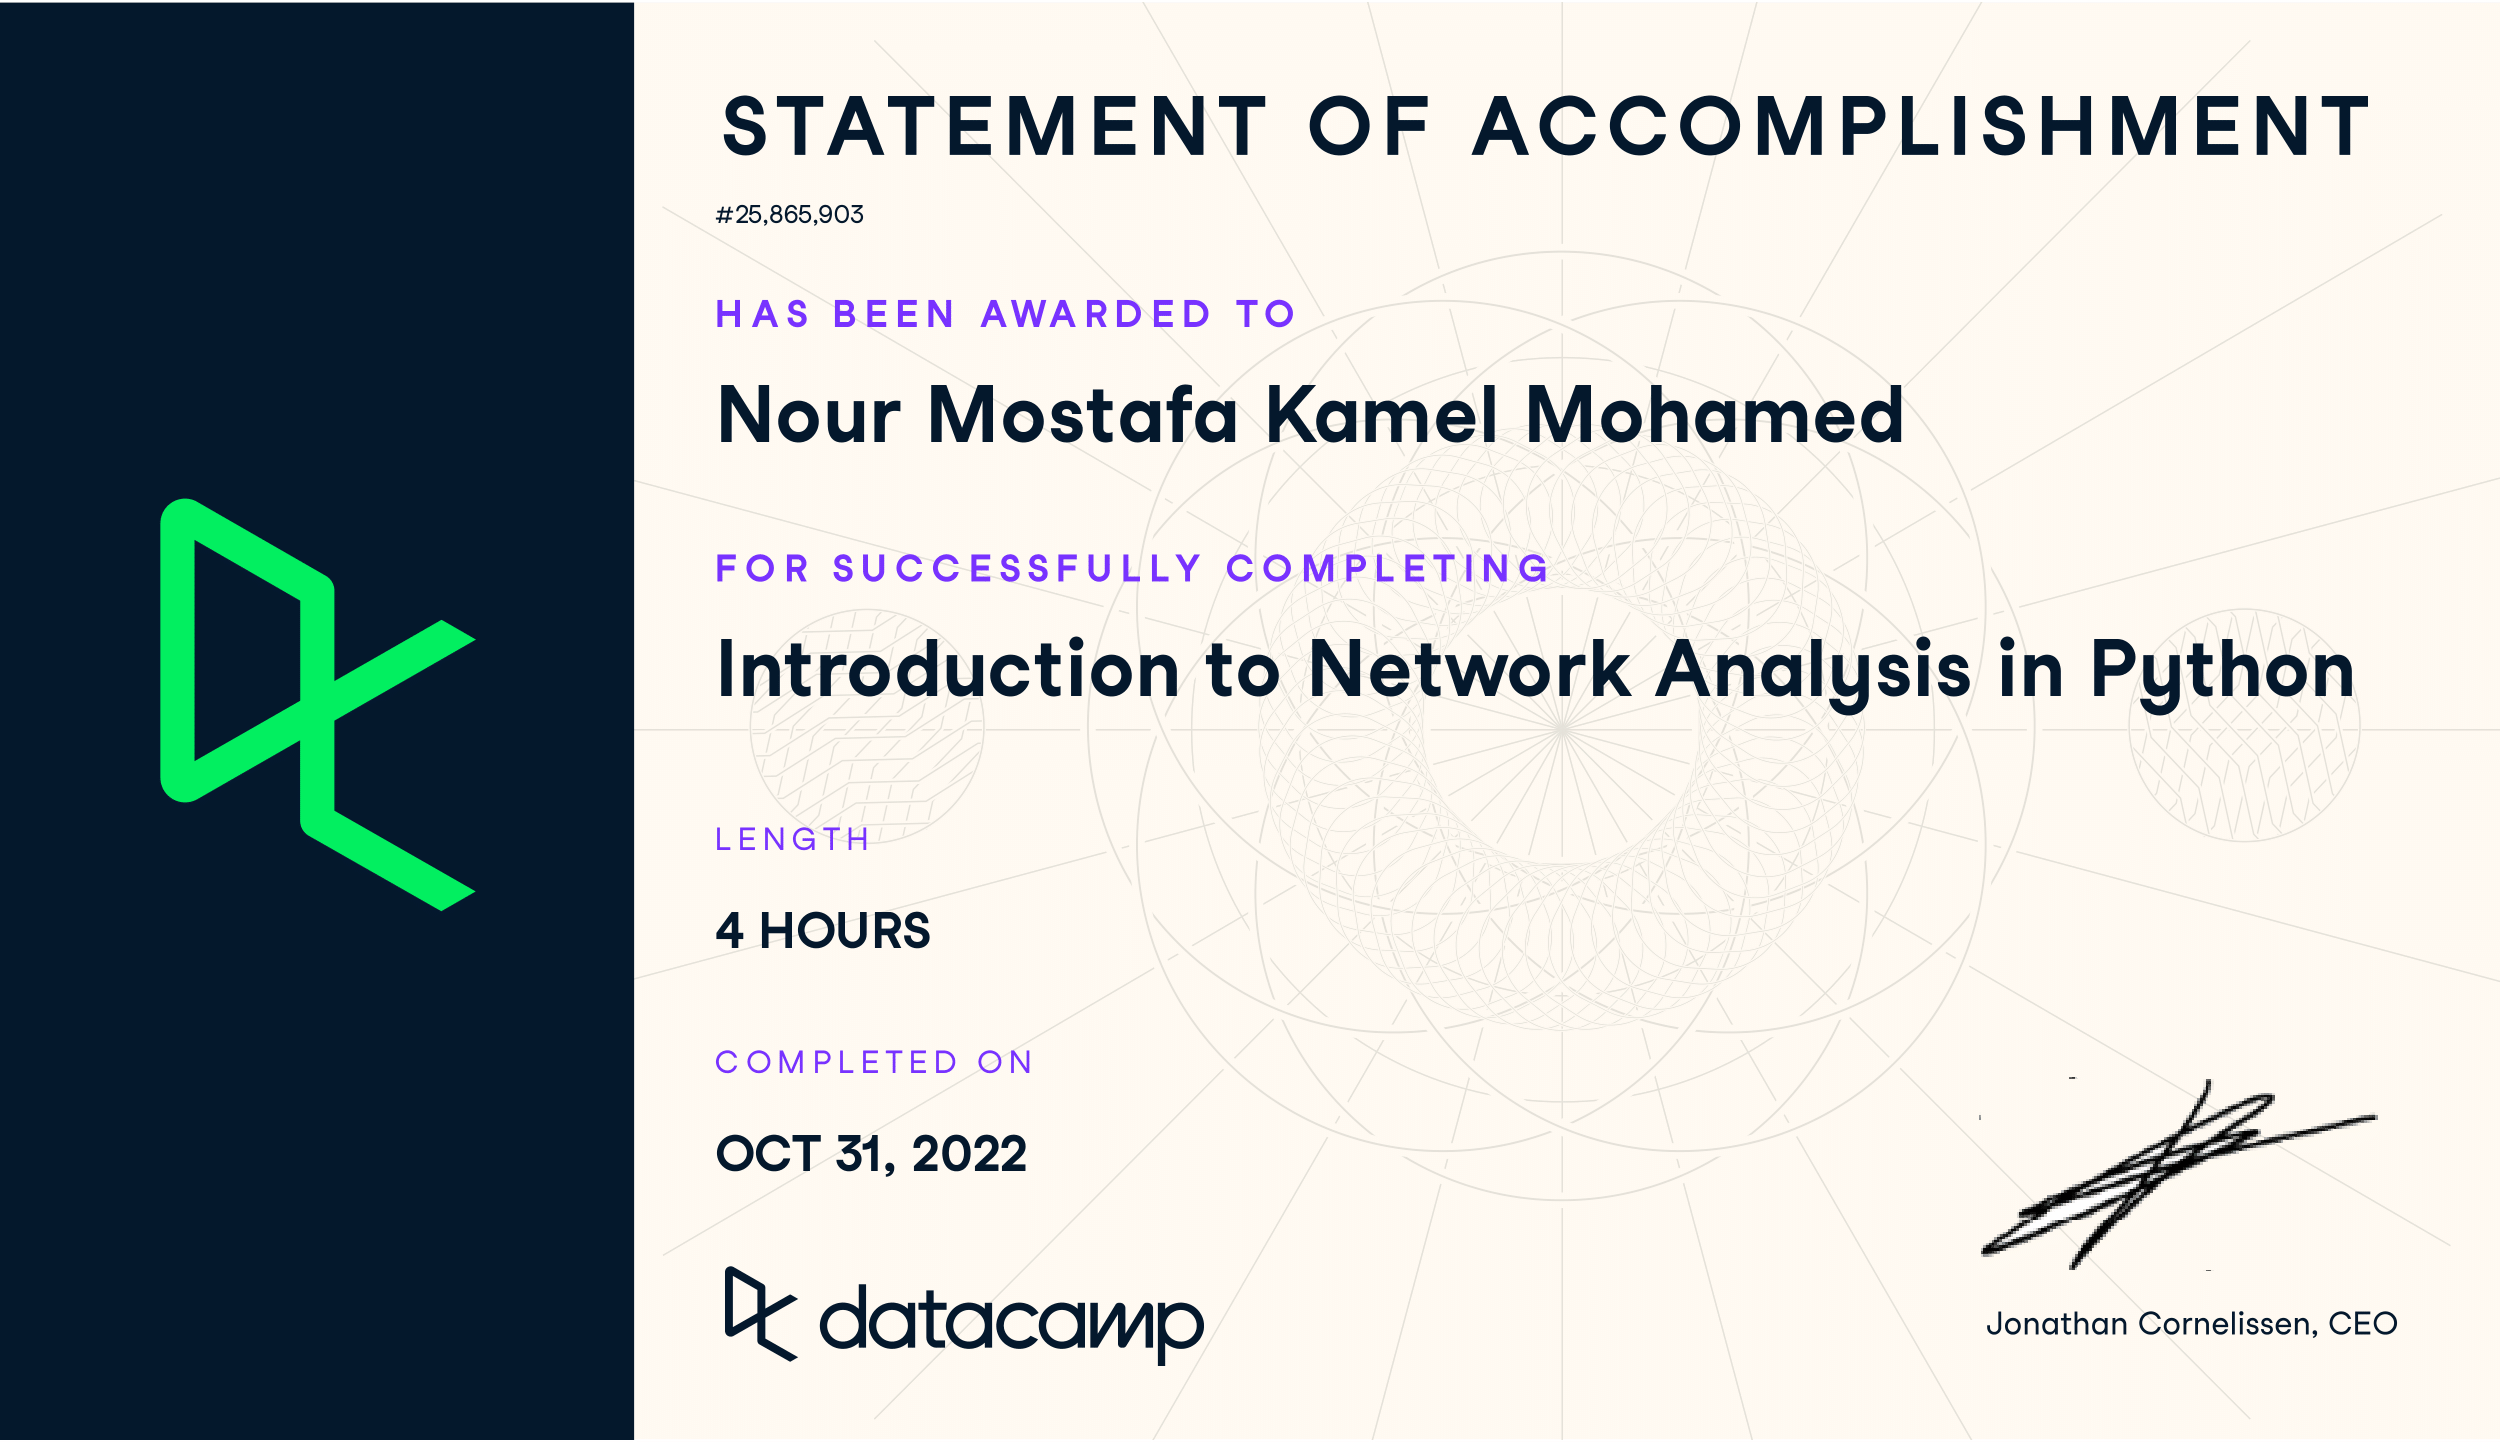 STATEMENT OF ACCOMPLISHMENT
#25,865,903
HAS BEEN AWARDED TO
Nour Mostafa Kamel Mohamed
FOR SUCCESSFULLY COMPLETING
Introduction to Network Analysis in Python
LENGTH
4 HOURS
COMPLETED ON
OCT 31, 2022
datacamp
Jonathan Cornelissen, CEO